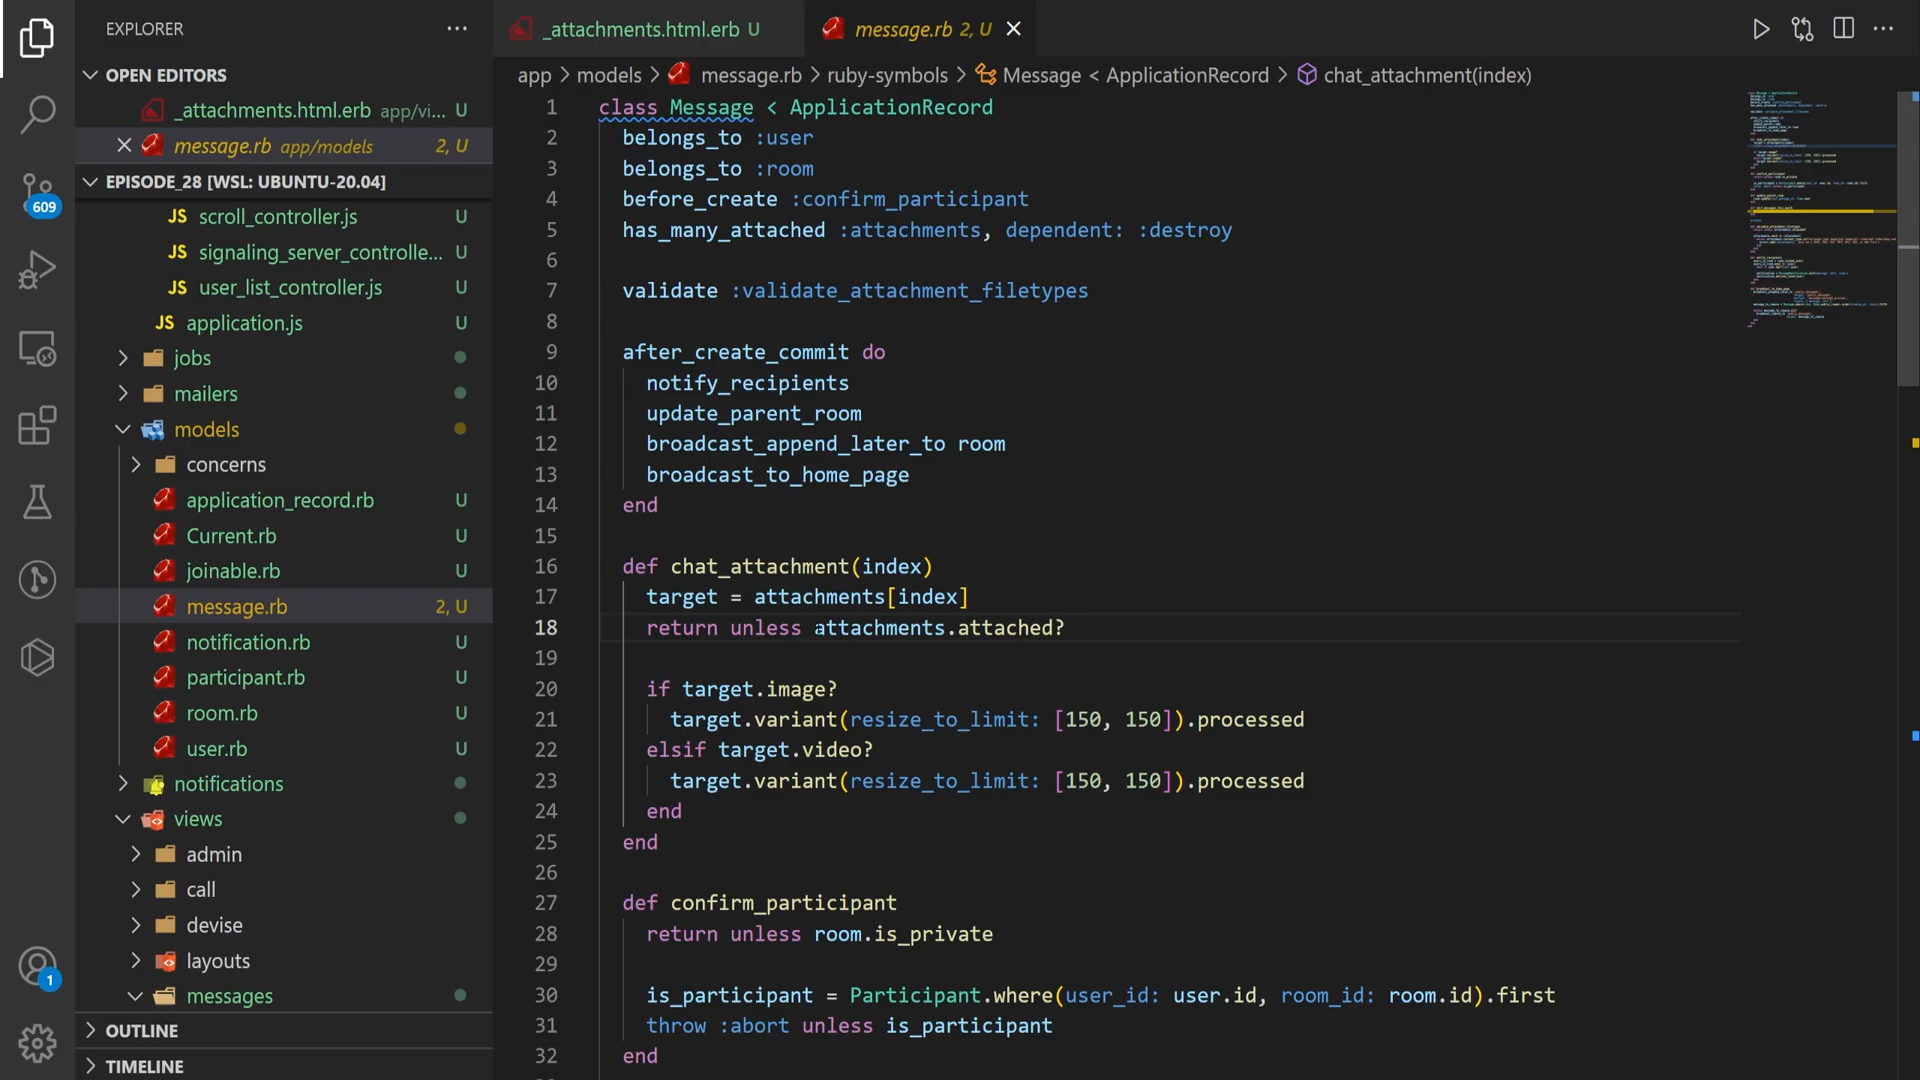 EXPLORER
OPEN EDITORS
_attachments.html.erb app/vi... U
message.rb app/models 2, U
EPISODE_28 [WSL: UBUNTU-20.04]
JS scroll_controller.js U
JS signaling_server_controlle... U
JS user_list_controller.js U
JS application.js U
jobs
mailers
models
concerns
application_record.rb U
Current.rb U
joinable.rb U
message.rb 2, U
notification.rb U
participant.rb U
room.rb U
user.rb U
notifications
views
admin
call
devise
layouts
messages
OUTLINE
TIMELINE
609
1
_attachments.html.erb U
message.rb 2, U
app > models > message.rb > ruby-symbols > Message < ApplicationRecord > chat_attachment(index)
1 class Message < ApplicationRecord
2 belongs_to :user
3 belongs_to :room
4 before_create :confirm_participant
5 has_many_attached :attachments, dependent: :destroy
6
7 validate :validate_attachment_filetypes
8
9 after_create_commit do
10 notify_recipients
11 update_parent_room
12 broadcast_append_later_to room
13 broadcast_to_home_page
14 end
15
16 def chat_attachment(index)
17 target = attachments[index]
18 return unless attachments.attached?
19
20 if target.image?
21 target.variant(resize_to_limit: [150, 150]).processed
22 elsif target.video?
23 target.variant(resize_to_limit: [150, 150]).processed
24 end
25 end
26
27 def confirm_participant
28 return unless room.is_private
29
30 is_participant = Participant.where(user_id: user.id, room_id: room.id).first
31 throw :abort unless is_participant
32 end